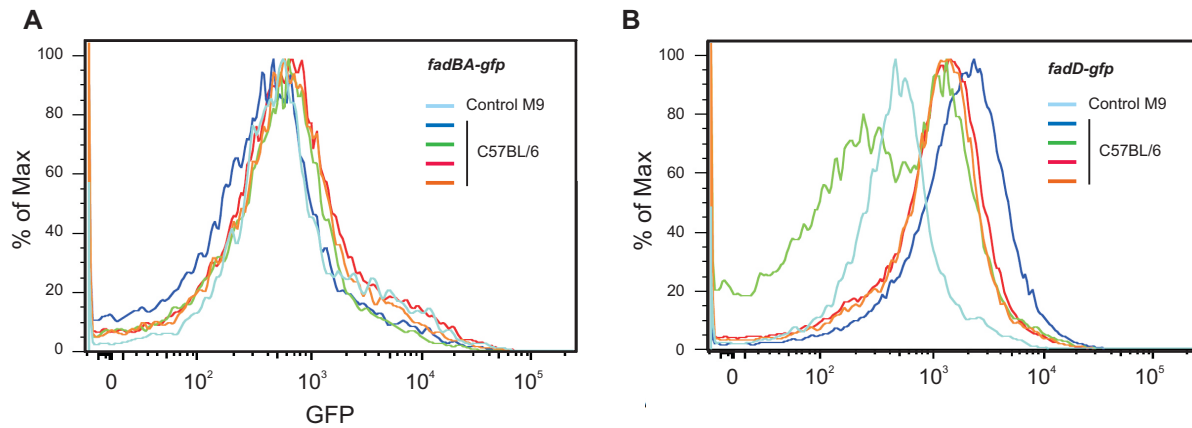 A
B
fadBA-gfp
Control M9
C57BL/6
% of Max
100
80
60
40
20
0
0 10² 10³ 10⁴ 10⁵
GFP
fadD-gfp
Control M9
C57BL/6
% of Max
100
80
60
40
20
0
0 10² 10³ 10⁴ 10⁵